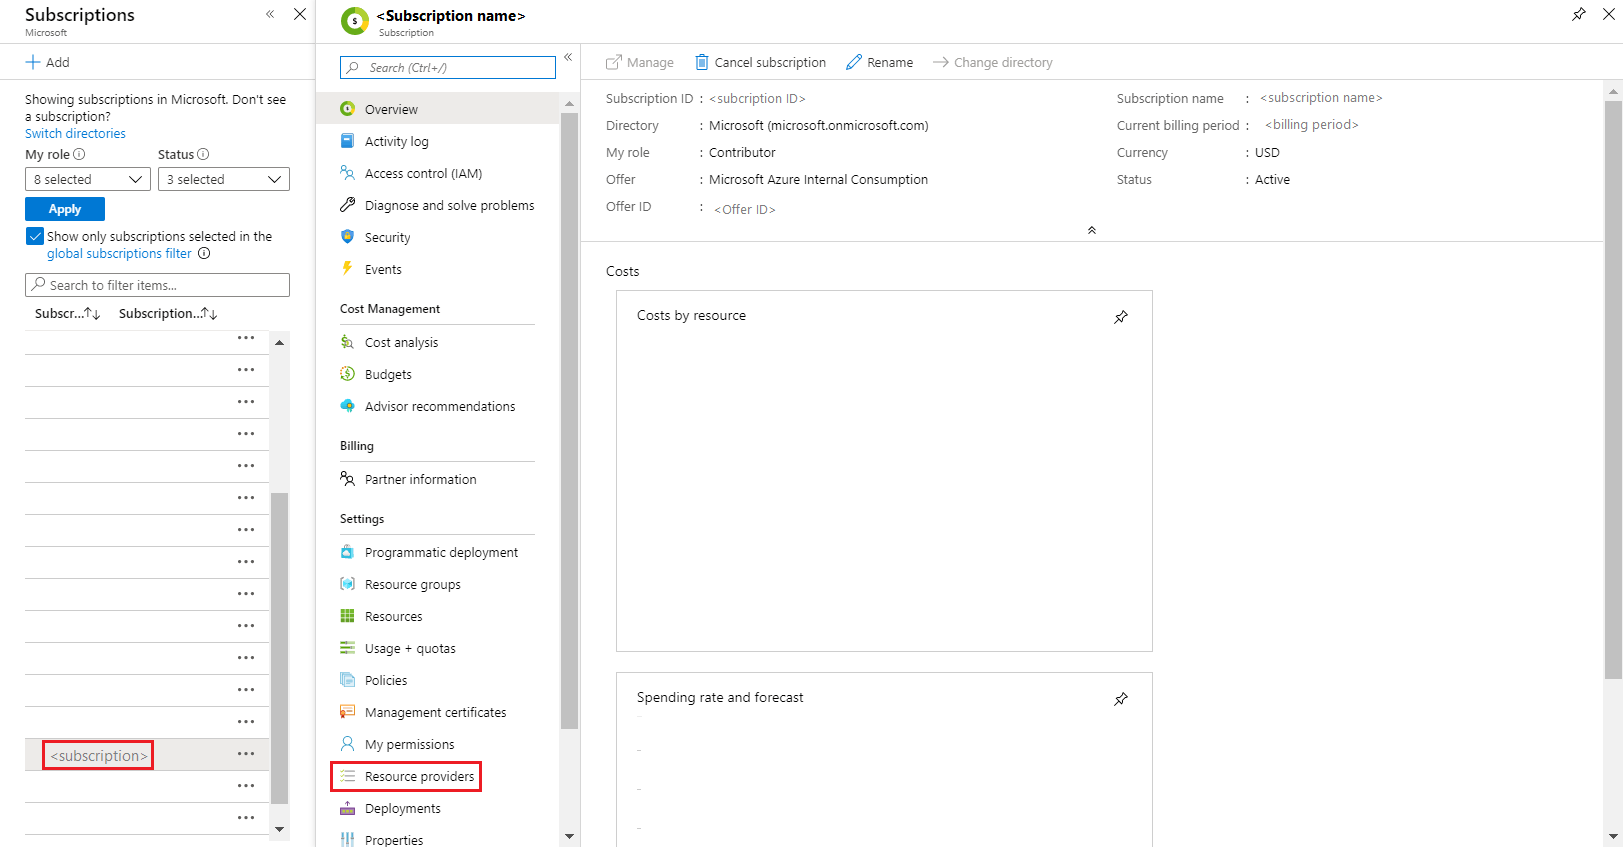 Subscriptions
Microsoft
Add
Showing subscriptions in Microsoft. Don't see
a subscription?
Switch directories
My role
Status
8 selected
3 selected
Apply
Show only subscriptions selected in the
global subscriptions filter
Search to filter items...
Subscr...↑↓
Subscription...↑↓
<subscription>
<Subscription name>
Subscription
Search (Ctrl+/)
Overview
Activity log
Access control (IAM)
Diagnose and solve problems
Security
Events
Cost Management
Cost analysis
Budgets
Advisor recommendations
Billing
Partner information
Settings
Programmatic deployment
Resource groups
Resources
Usage + quotas
Policies
Management certificates
My permissions
Resource providers
Deployments
Properties
Manage
Cancel subscription
Rename
Change directory
Subscription ID : <subcription ID>
Directory : Microsoft (microsoft.onmicrosoft.com)
My role : Contributor
Offer : Microsoft Azure Internal Consumption
Offer ID : <Offer ID>
Subscription name : <subscription name>
Current billing period : <billing period>
Currency : USD
Status : Active
Costs
Costs by resource
Spending rate and forecast